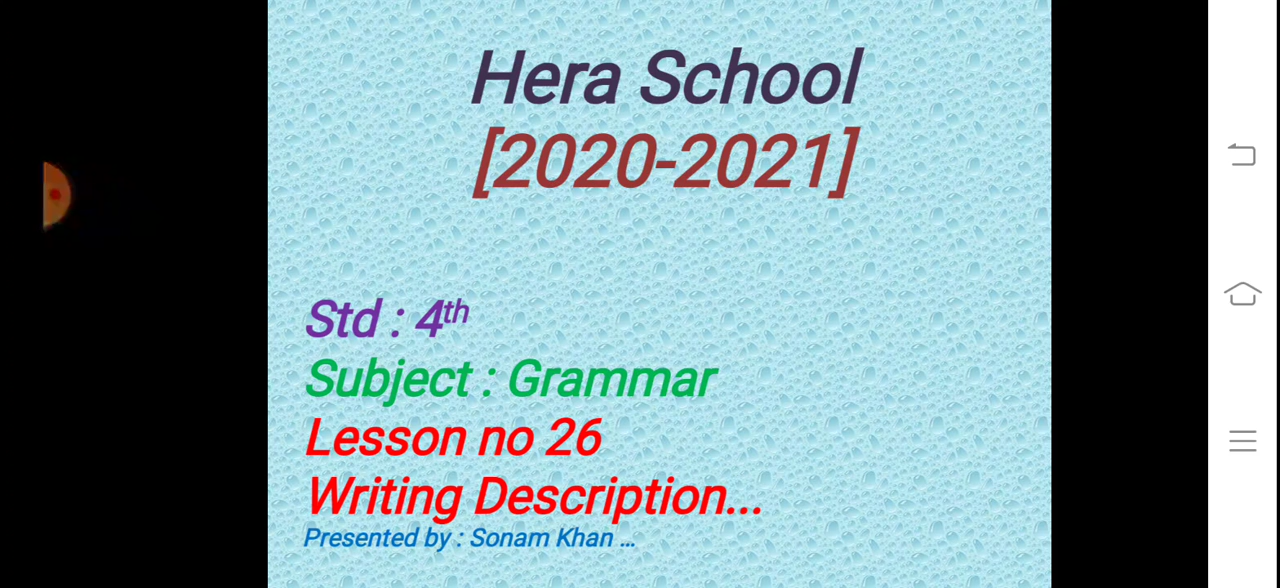 Hera School
[2020-2021]
Std : 4th
Subject : Grammar
Lesson no 26
Writing Description...
Presented by : Sonam Khan ...